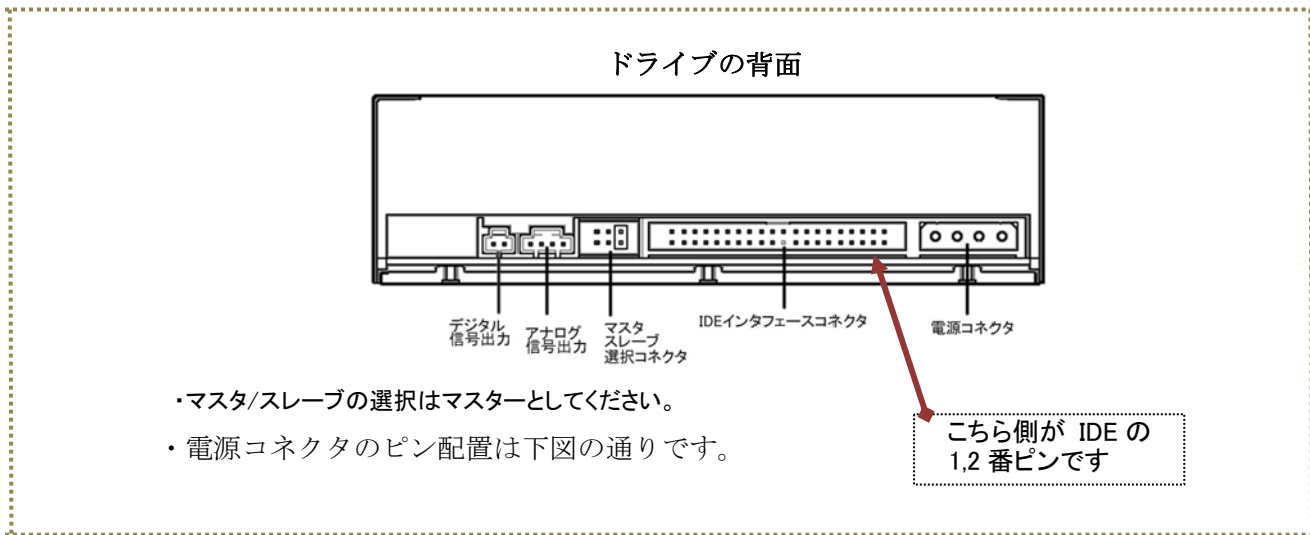 ドライブの背面
デジタル
信号出力
アナログ
信号出力
マスタ
スレーブ
選択コネクタ
IDEインタフェースコネクタ
電源コネクタ
・マスタ/スレーブの選択はマスターとしてください。
・電源コネクタのピン配置は下図の通りです。
こちら側が IDE の
1,2 番ピンです